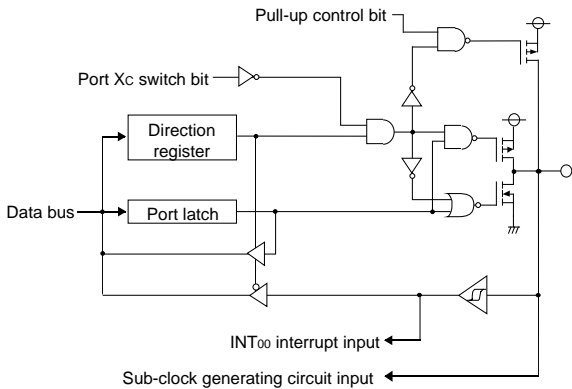 Pull-up control bit
Port XC switch bit
Direction
register
Data bus
Port latch
INT00 interrupt input
Sub-clock generating circuit input